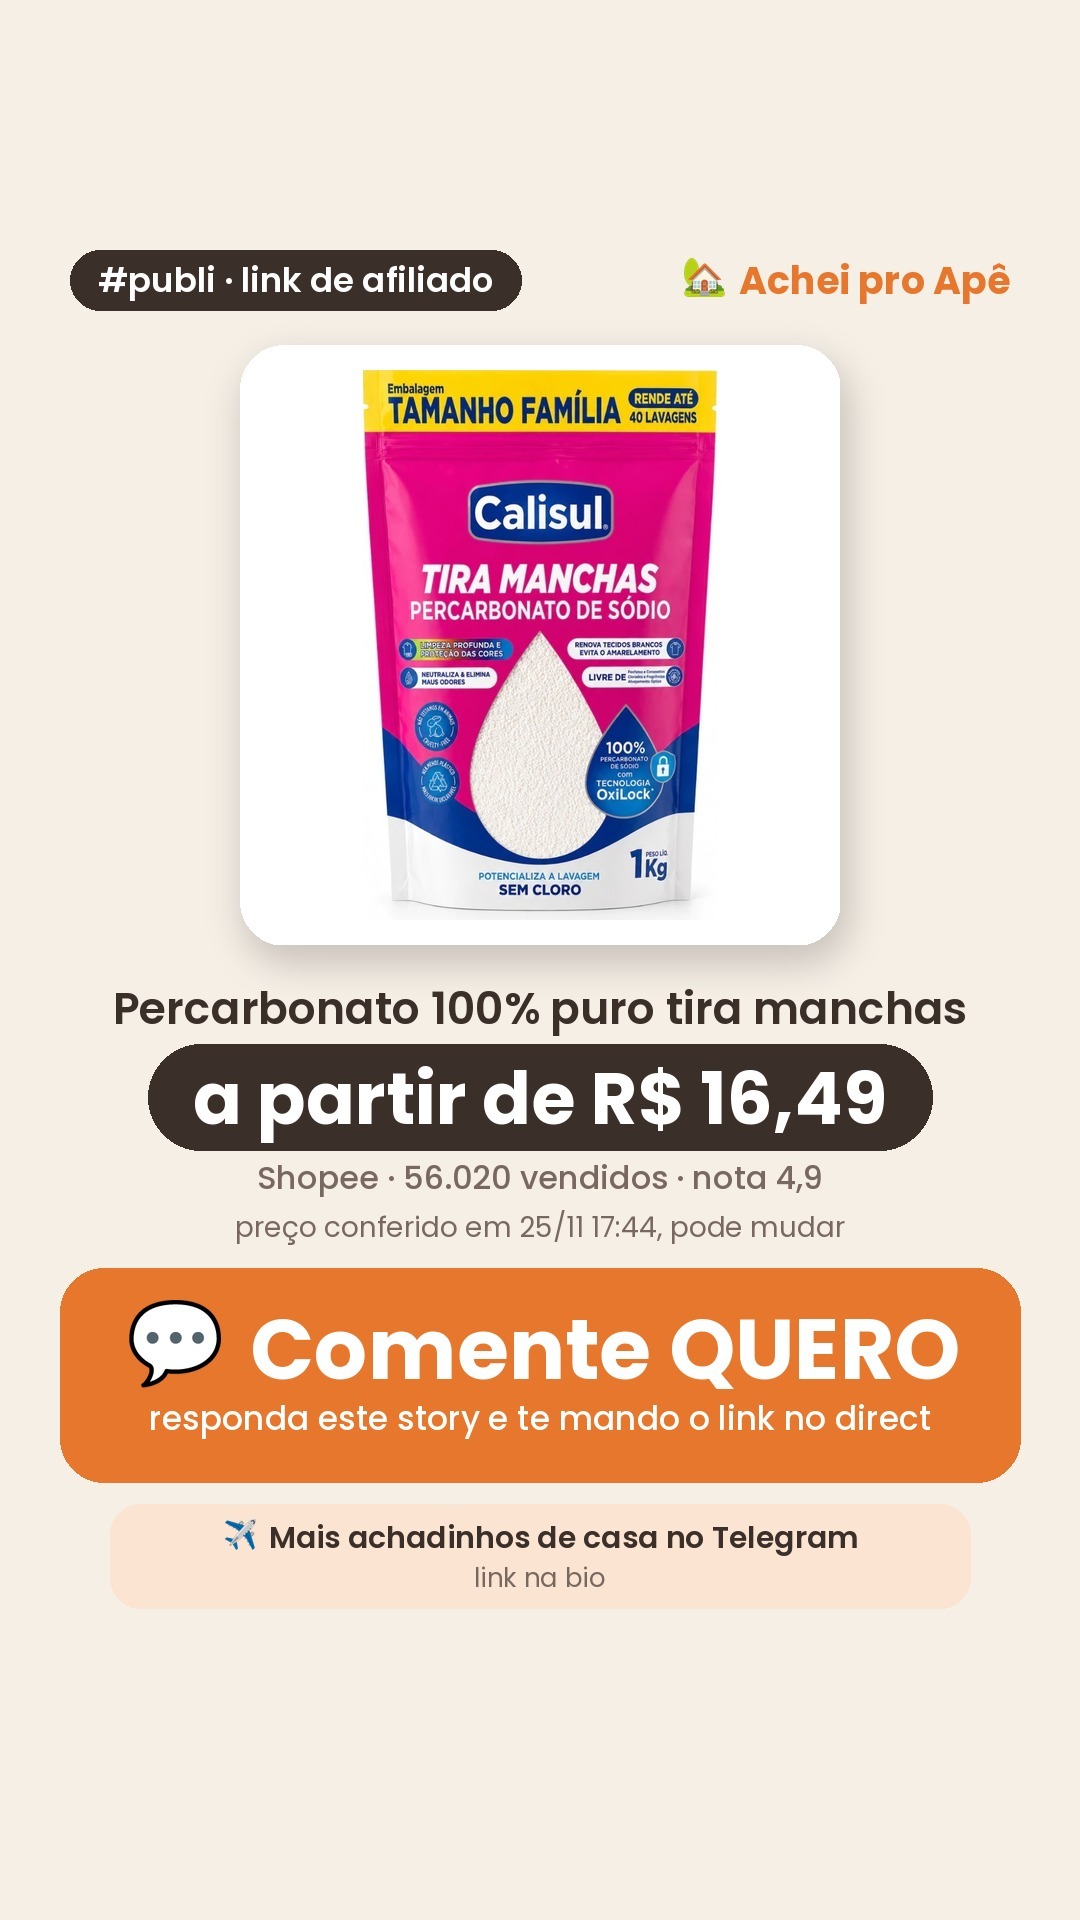 #publi · link de afiliado
🏡 Achei pro Apê
Embalagem
TAMANHO FAMÍLIA
RENDE ATÉ
40 LAVAGENS
Calisul
TIRA MANCHAS
PERCARBONATO DE SÓDIO
LIMPEZA PROFUNDA E
PROTEÇÃO DAS CORES
RENOVA TECIDOS BRANCOS
EVITA O AMARELAMENTO
NEUTRALIZA & ELIMINA
MAUS ODORES
LIVRE DE
CRUELTY-FREE
100%
PERCARBONATO
DE SÓDIO
com
TECNOLOGIA
OxiLock
PESO LÍQ.
1Kg
POTENCIALIZA A LAVAGEM
SEM CLORO
Percarbonato 100% puro tira manchas
a partir de R$ 16,49
Shopee · 56.020 vendidos · nota 4,9
preço conferido em 25/11 17:44, pode mudar
💬 Comente QUERO
responda este story e te mando o link no direct
✈️ Mais achadinhos de casa no Telegram
link na bio